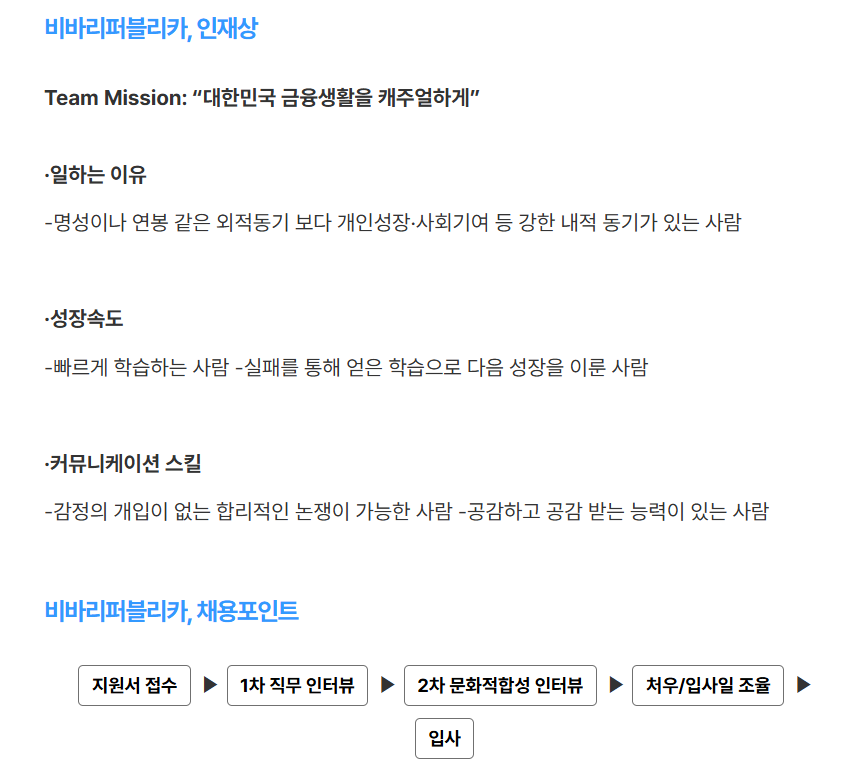 비바리퍼블리카, 인재상
Team Mission: “대한민국 금융생활을 캐주얼하게”
·일하는 이유
-명성이나 연봉 같은 외적동기 보다 개인성장·사회기여 등 강한 내적 동기가 있는 사람
·성장속도
-빠르게 학습하는 사람 -실패를 통해 얻은 학습으로 다음 성장을 이룬 사람
·커뮤니케이션 스킬
-감정의 개입이 없는 합리적인 논쟁이 가능한 사람 -공감하고 공감 받는 능력이 있는 사람
비바리퍼블리카, 채용포인트
지원서 접수 ▶ 1차 직무 인터뷰 ▶ 2차 문화적합성 인터뷰 ▶ 처우/입사일 조율 ▶
입사